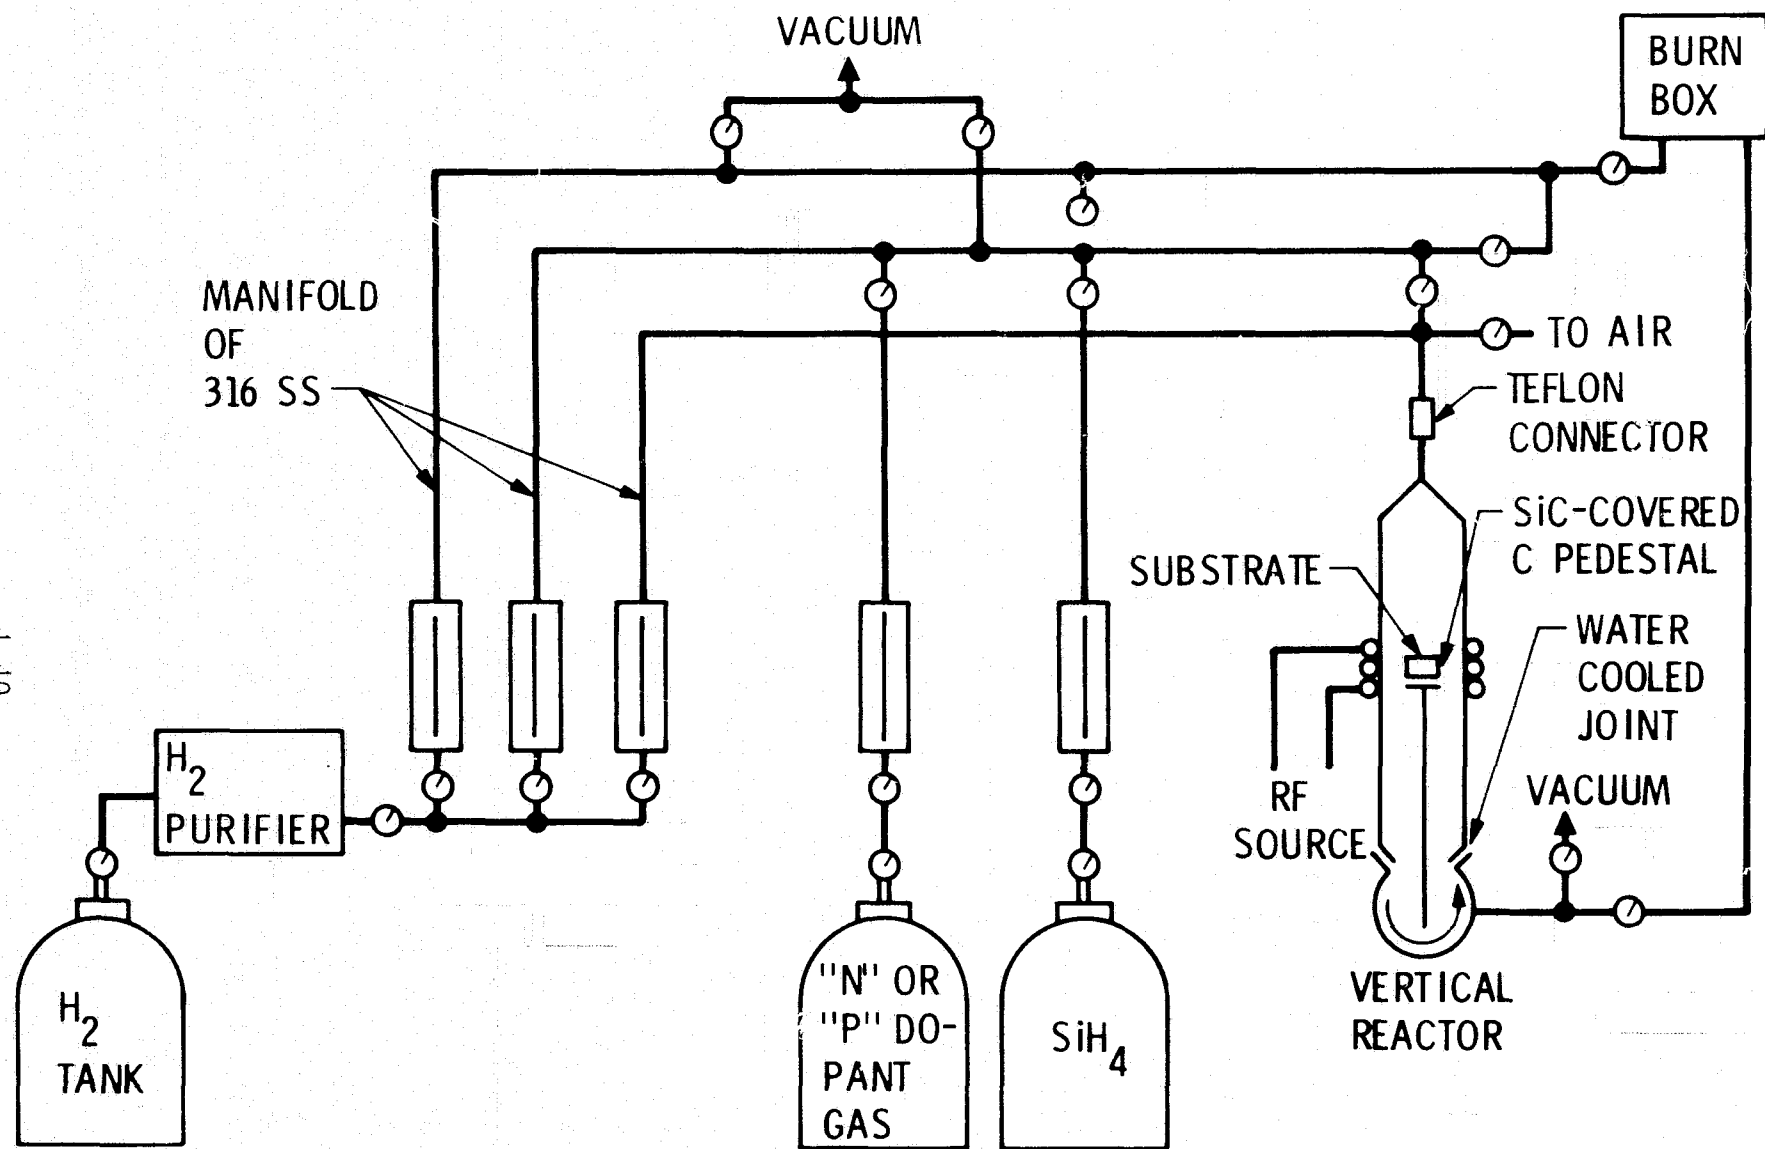 VACUUM
BURN
BOX
MANIFOLD
OF
316 SS
TO AIR
TEFLON
CONNECTOR
SiC-COVERED
C PEDESTAL
SUBSTRATE
WATER
COOLED
JOINT
H2
PURIFIER
RF
SOURCE
VACUUM
H2
TANK
"N" OR
"P" DO-
PANT
GAS
SiH4
VERTICAL
REACTOR